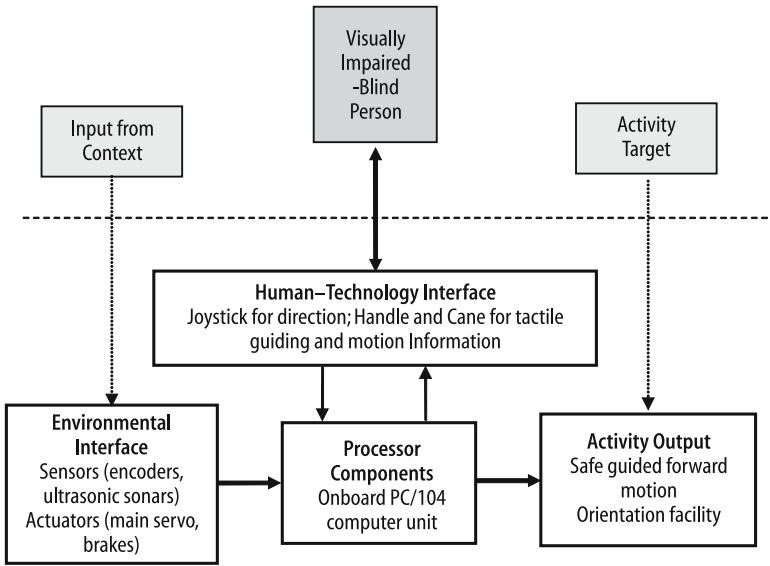 Visually
Impaired
-Blind
Person
Input from
Context
Activity
Target
Human–Technology Interface
Joystick for direction; Handle and Cane for tactile
guiding and motion Information
Environmental
Interface
Sensors (encoders,
ultrasonic sonars)
Actuators (main servo,
brakes)
Processor
Components
Onboard PC/104
computer unit
Activity Output
Safe guided forward
motion
Orientation facility